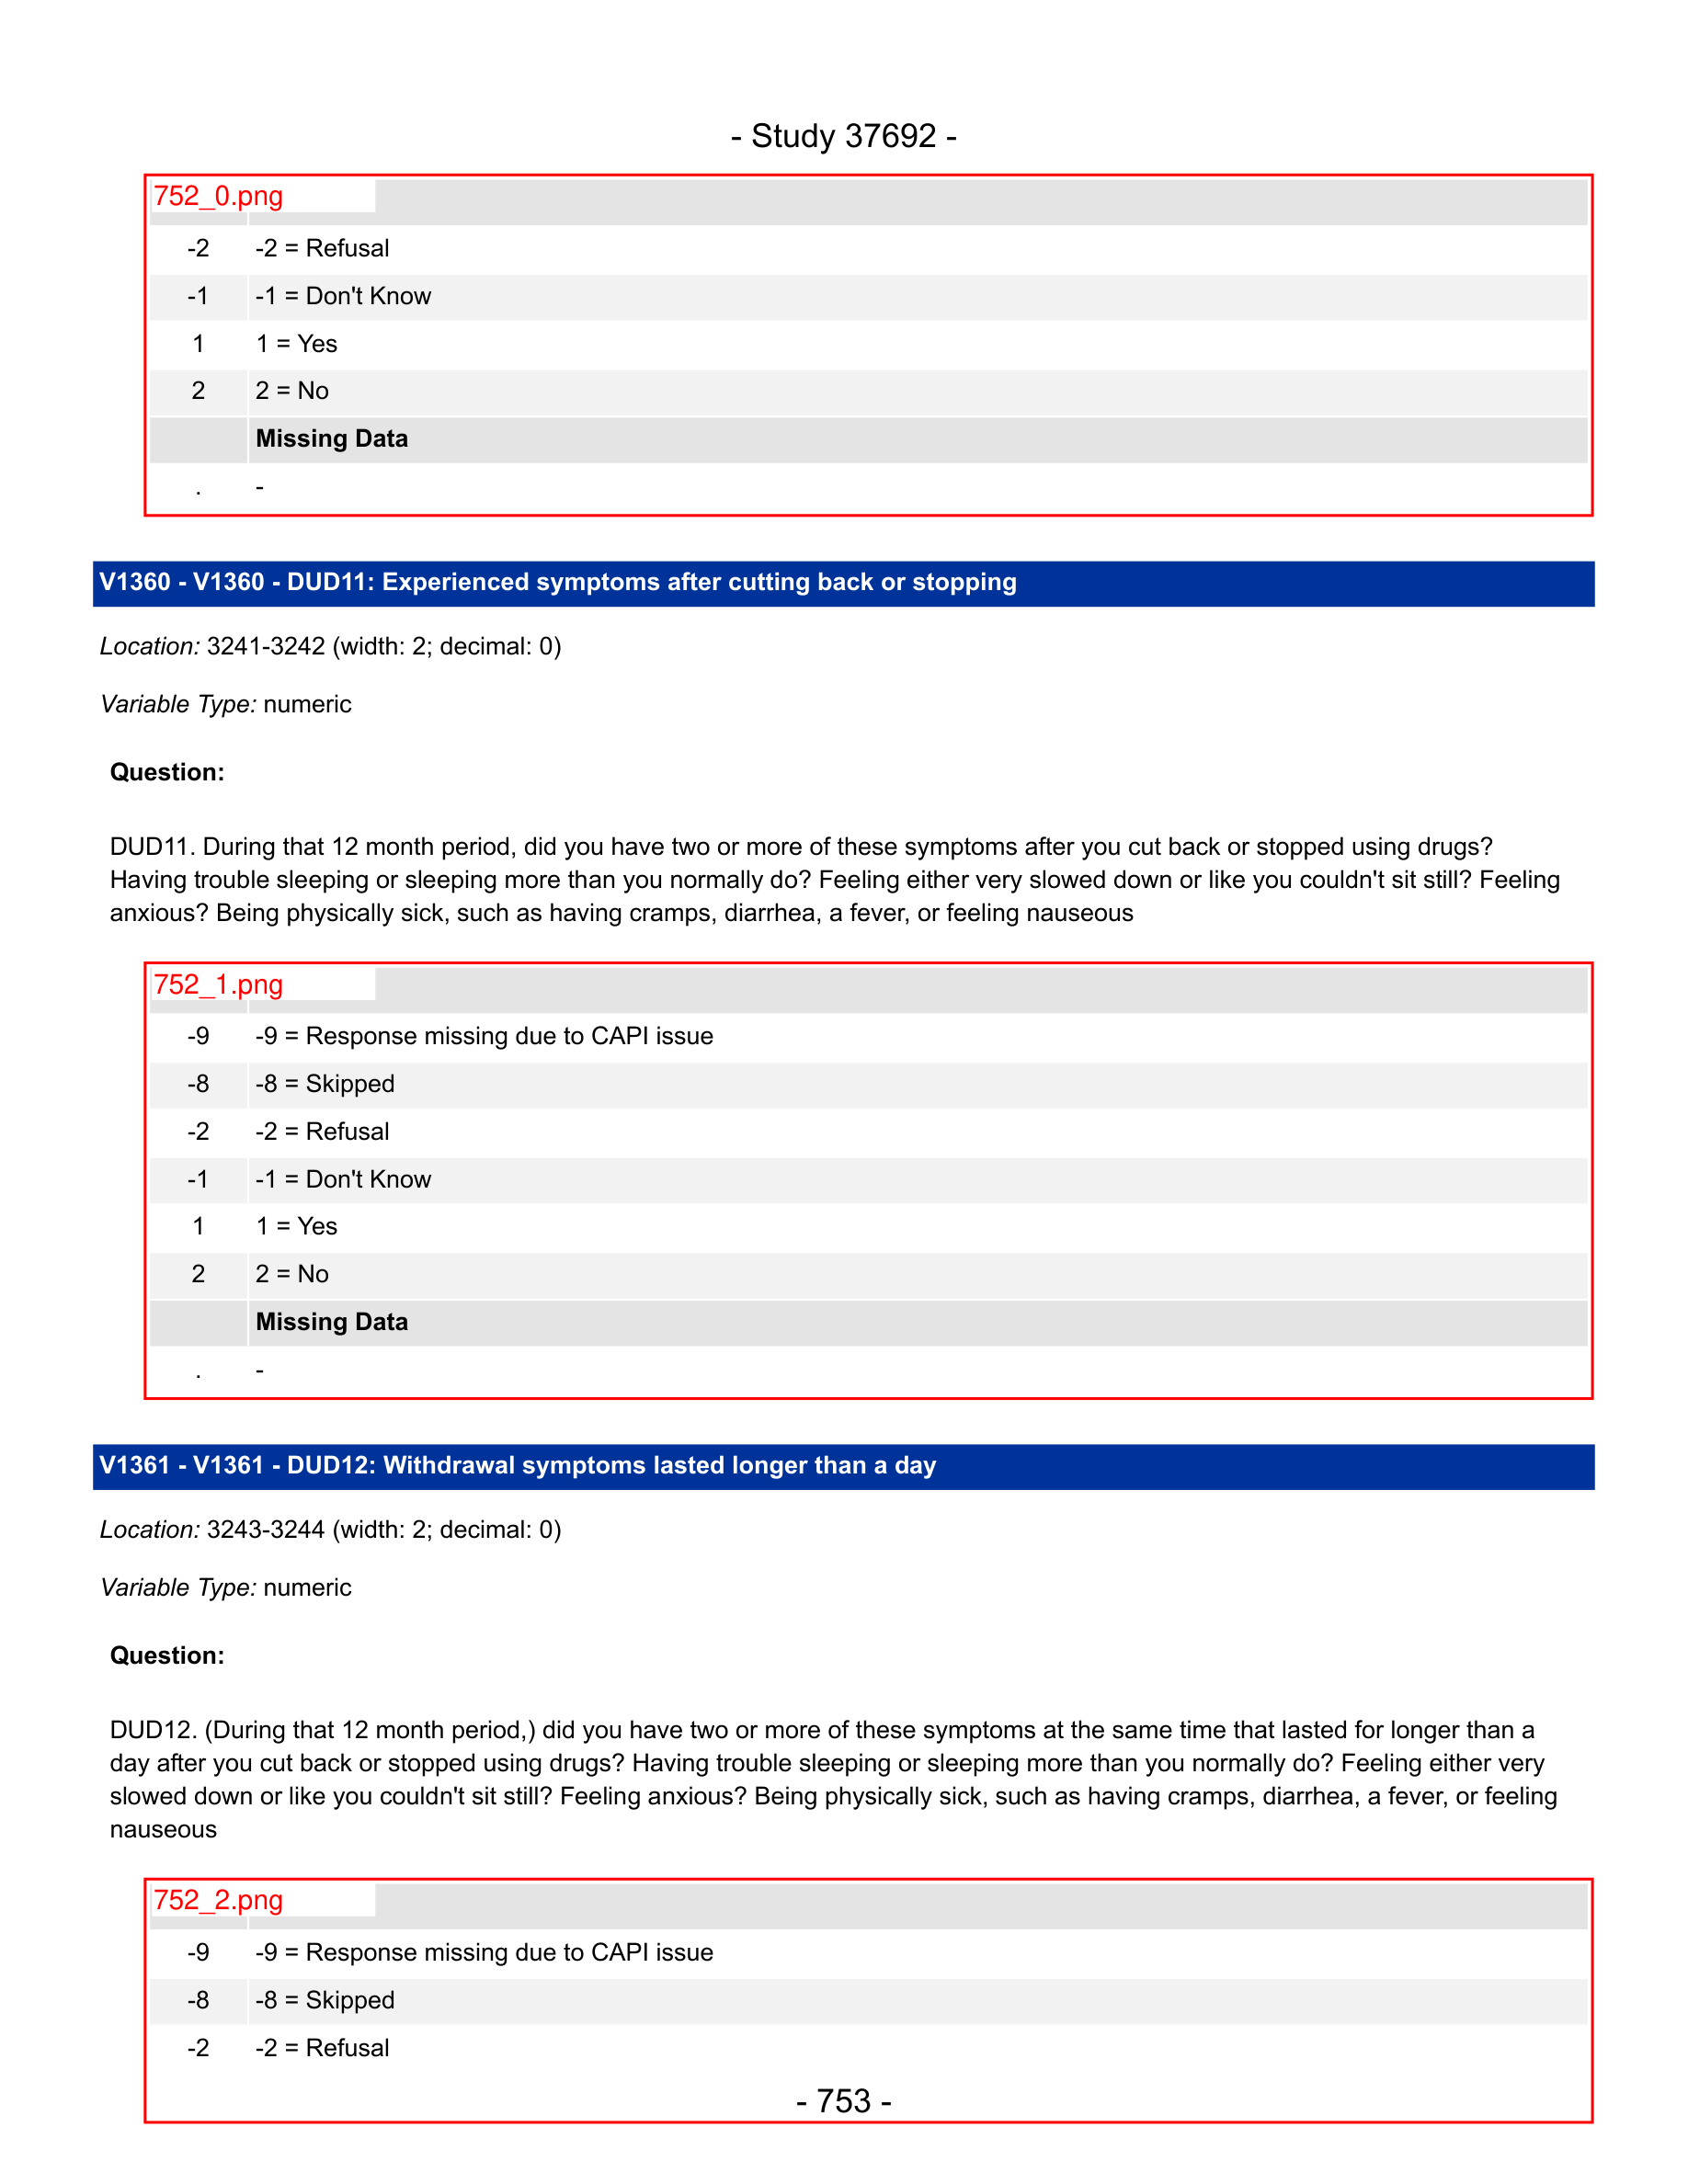 - Study 37692 -
752_0.png
-2 -2 = Refusal
-1 -1 = Don't Know
1 1 = Yes
2 2 = No
Missing Data
. -
V1360 - V1360 - DUD11: Experienced symptoms after cutting back or stopping
Location: 3241-3242 (width: 2; decimal: 0)
Variable Type: numeric
Question:
DUD11. During that 12 month period, did you have two or more of these symptoms after you cut back or stopped using drugs?
Having trouble sleeping or sleeping more than you normally do? Feeling either very slowed down or like you couldn't sit still? Feeling
anxious? Being physically sick, such as having cramps, diarrhea, a fever, or feeling nauseous
752_1.png
-9 -9 = Response missing due to CAPI issue
-8 -8 = Skipped
-2 -2 = Refusal
-1 -1 = Don't Know
1 1 = Yes
2 2 = No
Missing Data
. -
V1361 - V1361 - DUD12: Withdrawal symptoms lasted longer than a day
Location: 3243-3244 (width: 2; decimal: 0)
Variable Type: numeric
Question:
DUD12. (During that 12 month period,) did you have two or more of these symptoms at the same time that lasted for longer than a
day after you cut back or stopped using drugs? Having trouble sleeping or sleeping more than you normally do? Feeling either very
slowed down or like you couldn't sit still? Feeling anxious? Being physically sick, such as having cramps, diarrhea, a fever, or feeling
nauseous
752_2.png
-9 -9 = Response missing due to CAPI issue
-8 -8 = Skipped
-2 -2 = Refusal
- 753 -